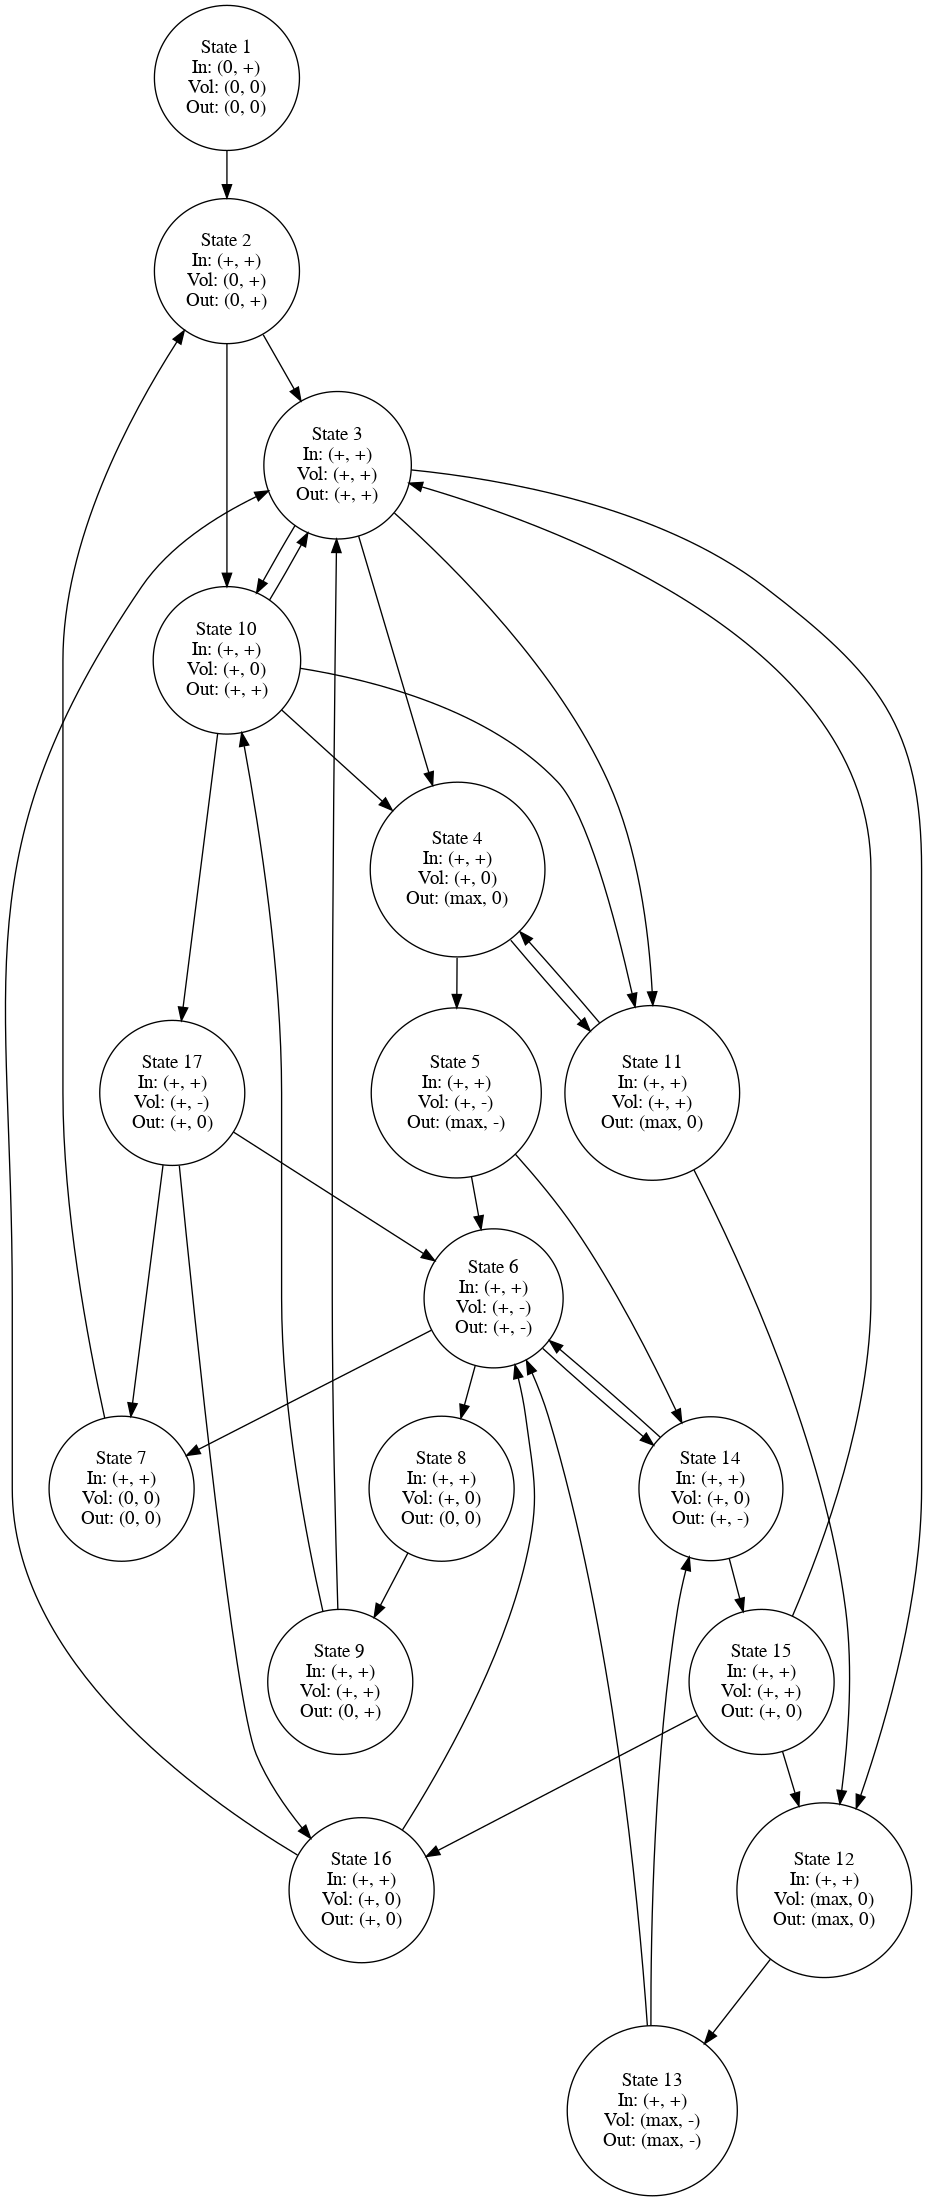 State 1
In: (0, +)
Vol: (0, 0)
Out: (0, 0)
State 2
In: (+, +)
Vol: (0, +)
Out: (0, +)
State 3
In: (+, +)
Vol: (+, +)
Out: (+, +)
State 10
In: (+, +)
Vol: (+, 0)
Out: (+, +)
State 4
In: (+, +)
Vol: (+, 0)
Out: (max, 0)
State 17
In: (+, +)
Vol: (+, -)
Out: (+, 0)
State 5
In: (+, +)
Vol: (+, -)
Out: (max, -)
State 11
In: (+, +)
Vol: (+, +)
Out: (max, 0)
State 6
In: (+, +)
Vol: (+, -)
Out: (+, -)
State 7
In: (+, +)
Vol: (0, 0)
Out: (0, 0)
State 8
In: (+, +)
Vol: (+, 0)
Out: (0, 0)
State 14
In: (+, +)
Vol: (+, 0)
Out: (+, -)
State 9
In: (+, +)
Vol: (+, +)
Out: (0, +)
State 15
In: (+, +)
Vol: (+, +)
Out: (+, 0)
State 16
In: (+, +)
Vol: (+, 0)
Out: (+, 0)
State 12
In: (+, +)
Vol: (max, 0)
Out: (max, 0)
State 13
In: (+, +)
Vol: (max, -)
Out: (max, -)